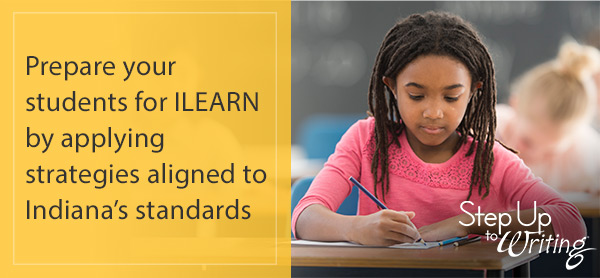 Prepare your
students for ILEARN
by applying
strategies aligned to
Indiana’s standards
Step Up
to Writing